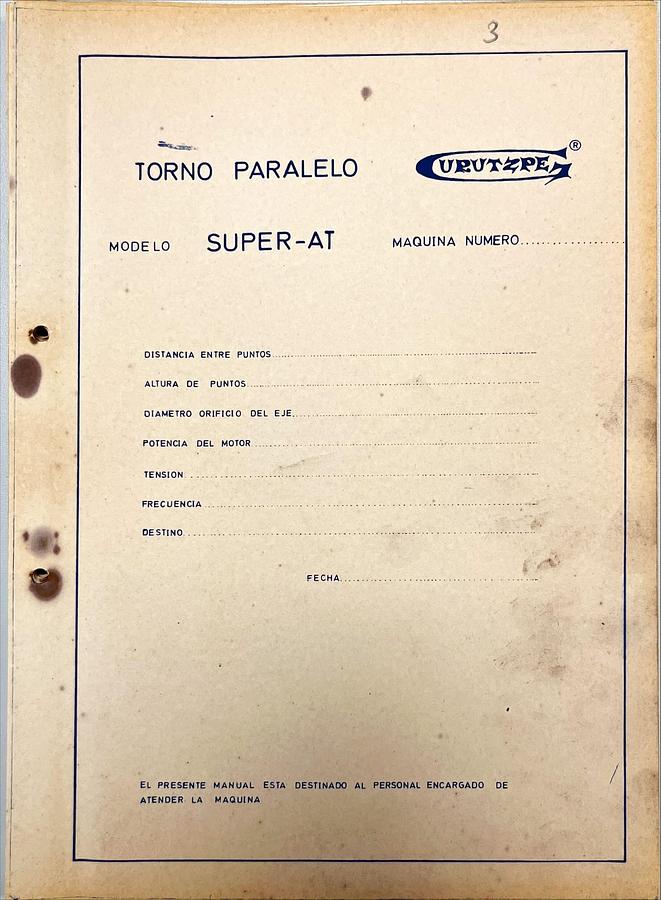 3
TORNO PARALELO GURUTZPE ®
MODELO SUPER-AT MAQUINA NUMERO.....................
DISTANCIA ENTRE PUNTOS........................................
ALTURA DE PUNTOS........................................
DIAMETRO ORIFICIO DEL EJE........................................
POTENCIA DEL MOTOR........................................
TENSION........................................
FRECUENCIA........................................
DESTINO........................................
FECHA........................................
EL PRESENTE MANUAL ESTA DESTINADO AL PERSONAL ENCARGADO DE
ATENDER LA MAQUINA